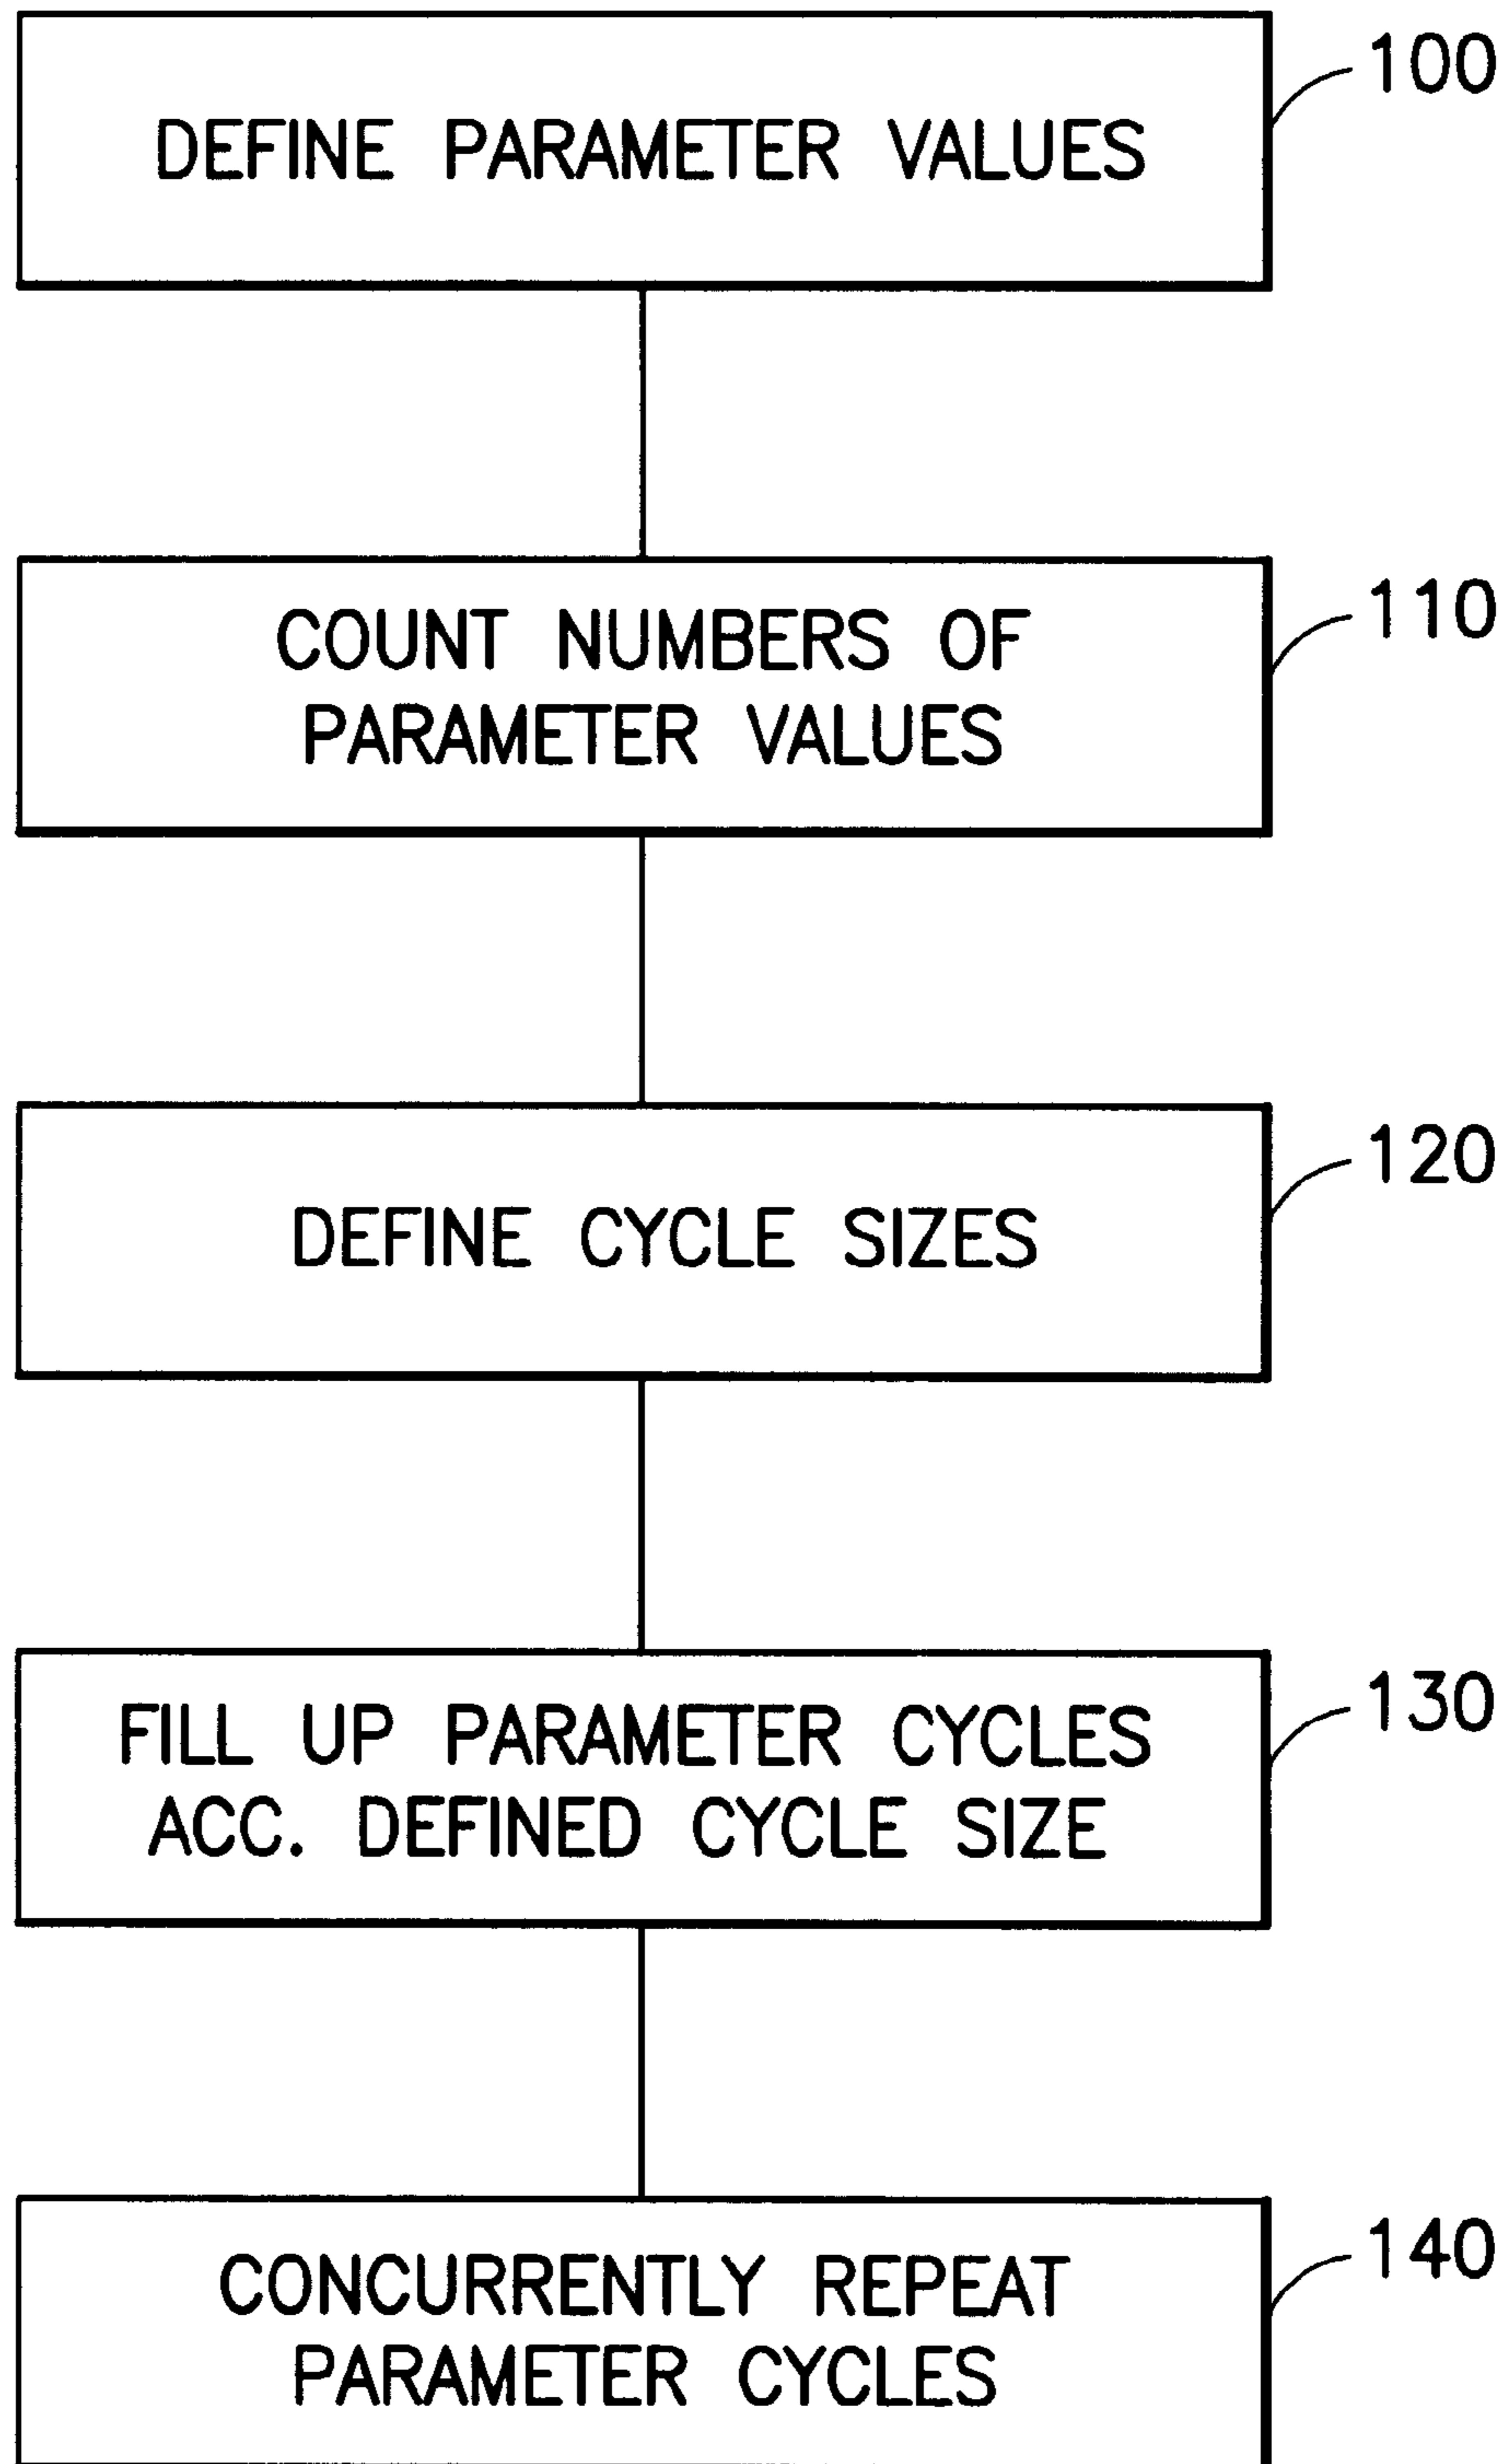 DEFINE PARAMETER VALUES
100
COUNT NUMBERS OF
PARAMETER VALUES
110
DEFINE CYCLE SIZES
120
FILL UP PARAMETER CYCLES
ACC. DEFINED CYCLE SIZE
130
CONCURRENTLY REPEAT
PARAMETER CYCLES
140